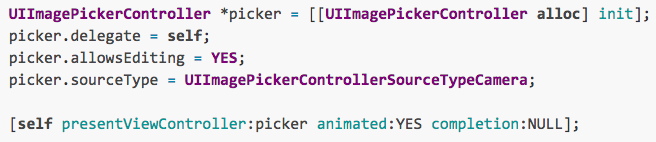 UIImagePickerController *picker = [[UIImagePickerController alloc] init];
picker.delegate = self;
picker.allowsEditing = YES;
picker.sourceType = UIImagePickerControllerSourceTypeCamera;
[self presentViewController:picker animated:YES completion:NULL];